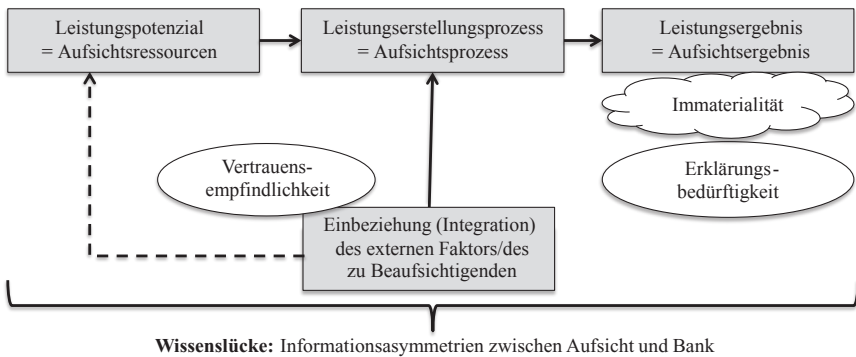 Leistungspotenzial
= Aufsichtsressourcen
Leistungserstellungsprozess
= Aufsichtsprozess
Leistungsergebnis
= Aufsichtsergebnis
Immaterialität
Vertrauens-
empfindlichkeit
Erklärungs-
bedürftigkeit
Einbeziehung (Integration)
des externen Faktors/des
zu Beaufsichtigenden
Wissenslücke: Informationsasymmetrien zwischen Aufsicht und Bank